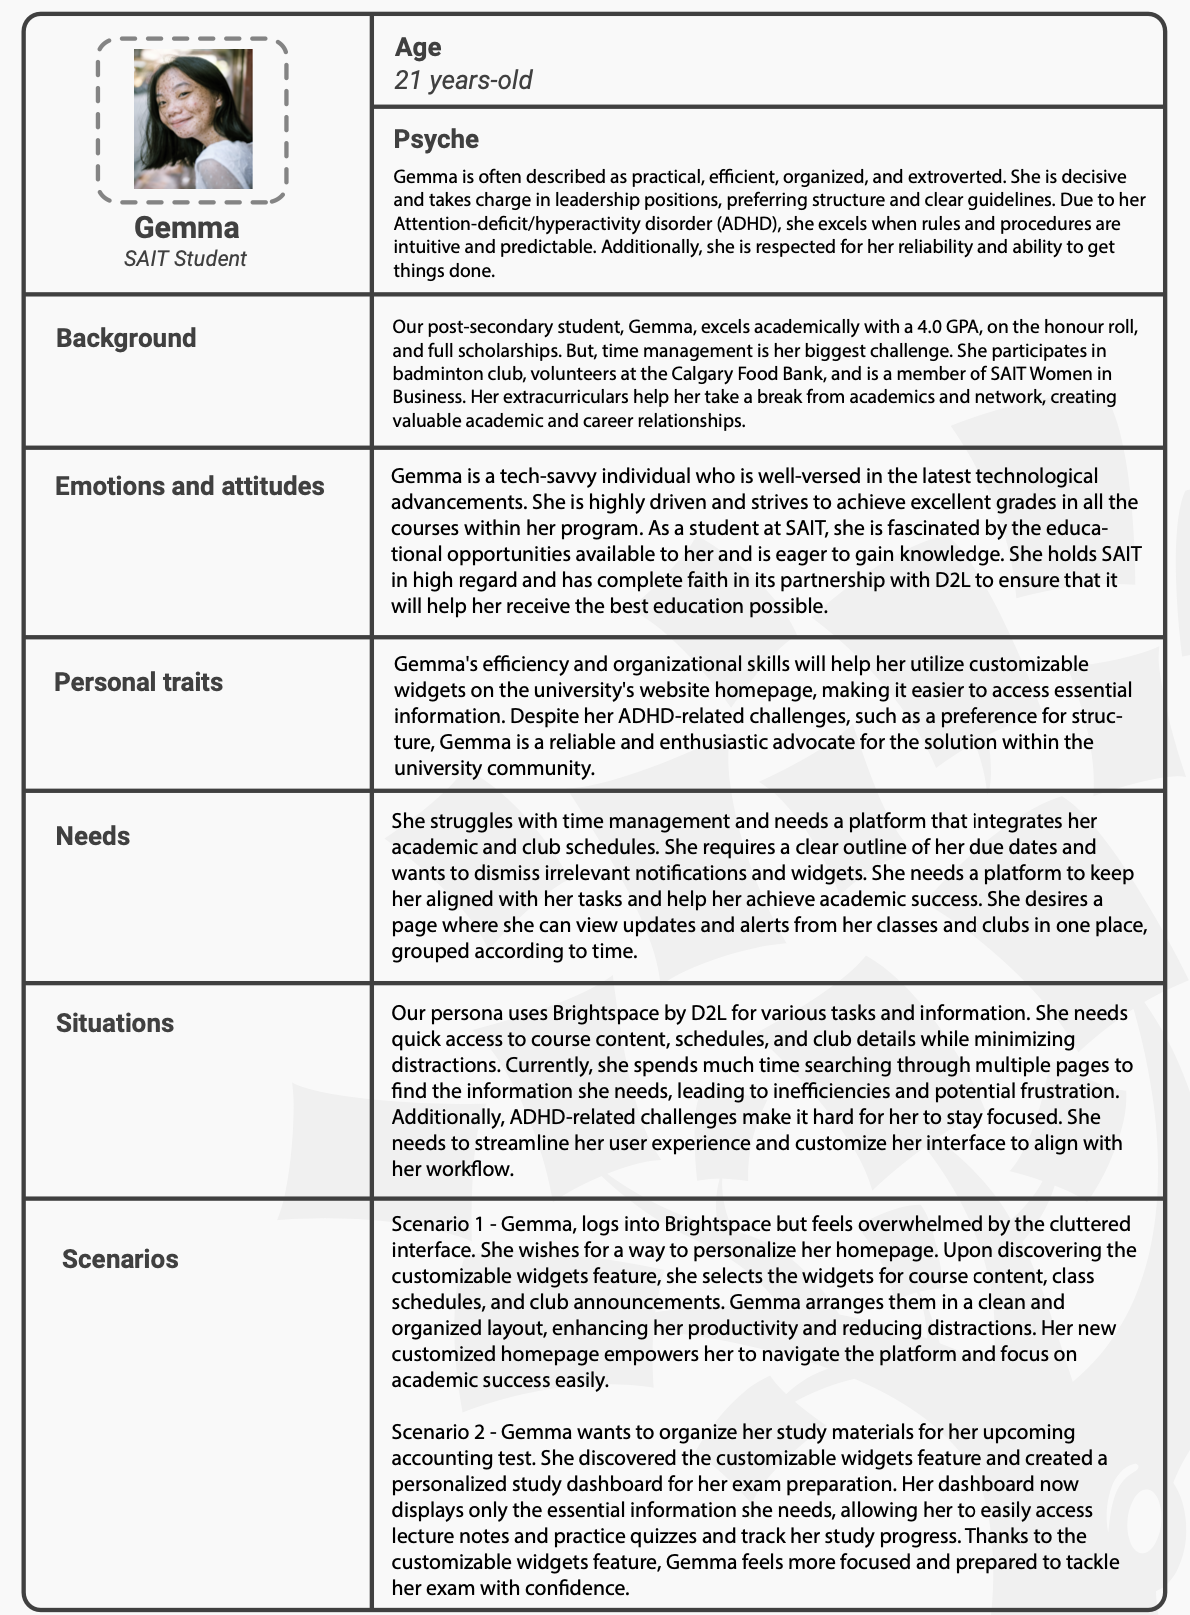 Age
21 years-old
Gemma
SAIT Student
Psyche
Gemma is often described as practical, efficient, organized, and extroverted. She is decisive
and takes charge in leadership positions, preferring structure and clear guidelines. Due to her
Attention-deficit/hyperactivity disorder (ADHD), she excels when rules and procedures are
intuitive and predictable. Additionally, she is respected for her reliability and ability to get
things done.
Background
Our post-secondary student, Gemma, excels academically with a 4.0 GPA, on the honour roll,
and full scholarships. But, time management is her biggest challenge. She participates in
badminton club, volunteers at the Calgary Food Bank, and is a member of SAIT Women in
Business. Her extracurriculars help her take a break from academics and network, creating
valuable academic and career relationships.
Emotions and attitudes
Gemma is a tech-savvy individual who is well-versed in the latest technological
advancements. She is highly driven and strives to achieve excellent grades in all the
courses within her program. As a student at SAIT, she is fascinated by the educa-
tional opportunities available to her and is eager to gain knowledge. She holds SAIT
in high regard and has complete faith in its partnership with D2L to ensure that it
will help her receive the best education possible.
Personal traits
Gemma's efficiency and organizational skills will help her utilize customizable
widgets on the university's website homepage, making it easier to access essential
information. Despite her ADHD-related challenges, such as a preference for struc-
ture, Gemma is a reliable and enthusiastic advocate for the solution within the
university community.
Needs
She struggles with time management and needs a platform that integrates her
academic and club schedules. She requires a clear outline of her due dates and
wants to dismiss irrelevant notifications and widgets. She needs a platform to keep
her aligned with her tasks and help her achieve academic success. She desires a
page where she can view updates and alerts from her classes and clubs in one place,
grouped according to time.
Situations
Our persona uses Brightspace by D2L for various tasks and information. She needs
quick access to course content, schedules, and club details while minimizing
distractions. Currently, she spends much time searching through multiple pages to
find the information she needs, leading to inefficiencies and potential frustration.
Additionally, ADHD-related challenges make it hard for her to stay focused. She
needs to streamline her user experience and customize her interface to align with
her workflow.
Scenarios
Scenario 1 - Gemma, logs into Brightspace but feels overwhelmed by the cluttered
interface. She wishes for a way to personalize her homepage. Upon discovering the
customizable widgets feature, she selects the widgets for course content, class
schedules, and club announcements. Gemma arranges them in a clean and
organized layout, enhancing her productivity and reducing distractions. Her new
customized homepage empowers her to navigate the platform and focus on
academic success easily.
Scenario 2 - Gemma wants to organize her study materials for her upcoming
accounting test. She discovered the customizable widgets feature and created a
personalized study dashboard for her exam preparation. Her dashboard now
displays only the essential information she needs, allowing her to easily access
lecture notes and practice quizzes and track her study progress. Thanks to the
customizable widgets feature, Gemma feels more focused and prepared to tackle
her exam with confidence.